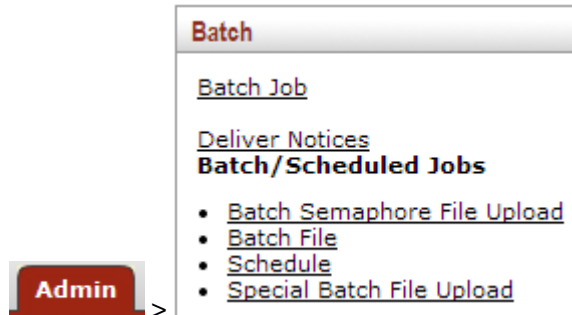 Batch
Batch Job
Deliver Notices
Batch/Scheduled Jobs
• Batch Semaphore File Upload
• Batch File
• Schedule
• Special Batch File Upload
Admin >